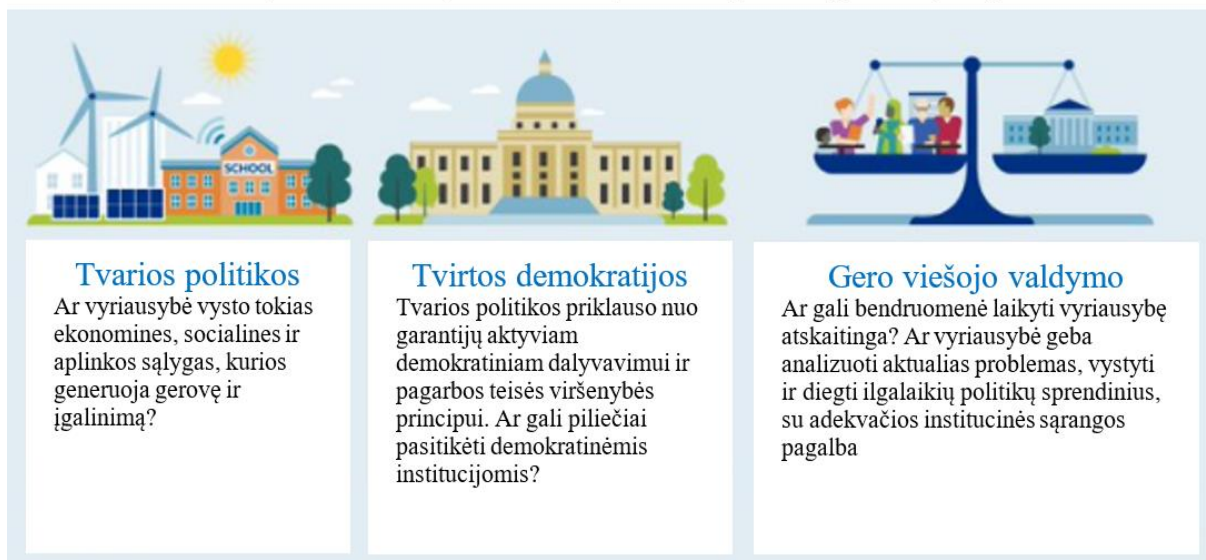 SCHOOL
Tvarios politikos
Ar vyriausybė vysto tokias
ekonomines, socialines ir
aplinkos sąlygas, kurios
generuoja gerovę ir
įgalinimą?
Tvirtos demokratijos
Tvarios politikos priklauso nuo
garantijų aktyviam
demokratiniam dalyvavimui ir
pagarbos teisės viršenybės
principui. Ar gali piliečiai
pasitikėti demokratinėmis
institucijomis?
Gero viešojo valdymo
Ar gali bendruomenė laikyti vyriausybę
atskaitinga? Ar vyriausybė geba
analizuoti aktualias problemas, vystyti
ir diegti ilgalaikių politikų sprendinius,
su adekvačios institucinės sąrangos
pagalba